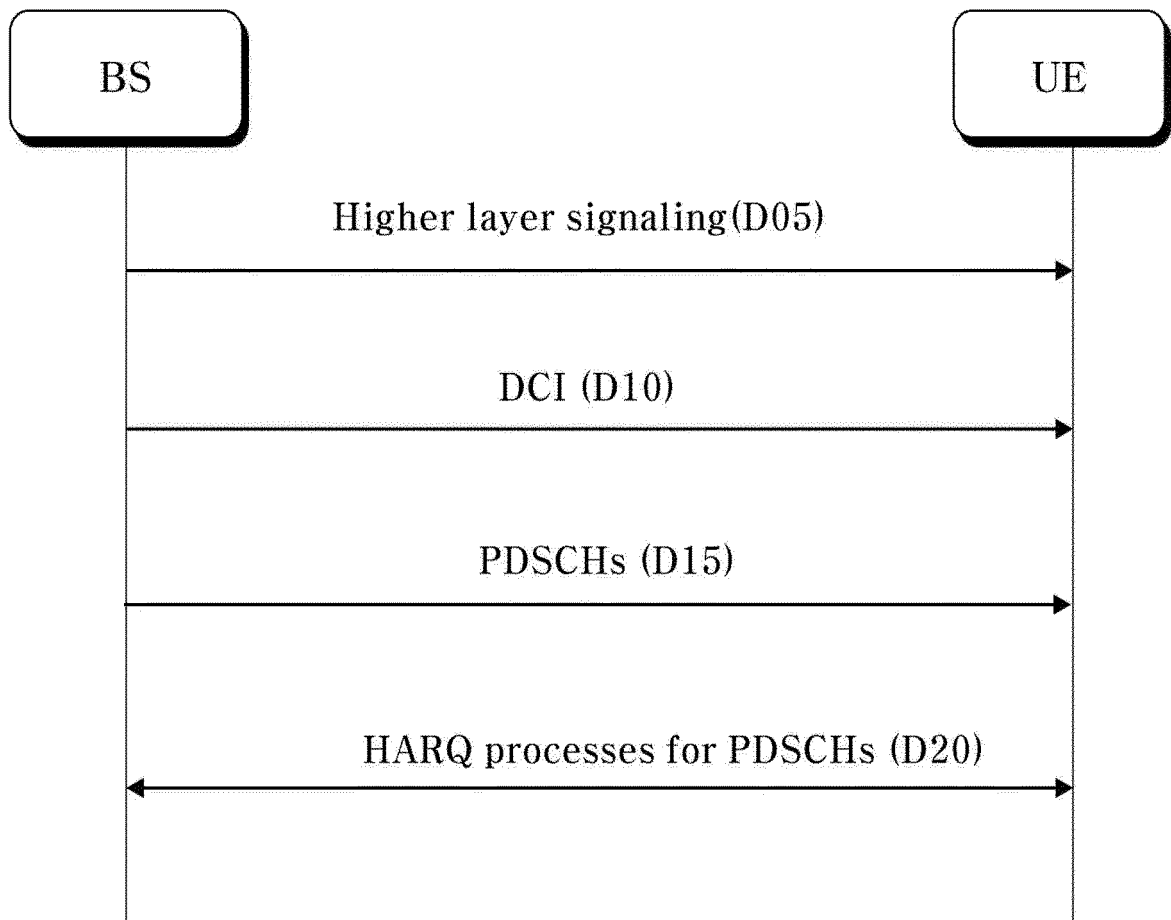 BS
UE
Higher layer signaling(D05)
DCI (D10)
PDSCHs (D15)
HARQ processes for PDSCHs (D20)